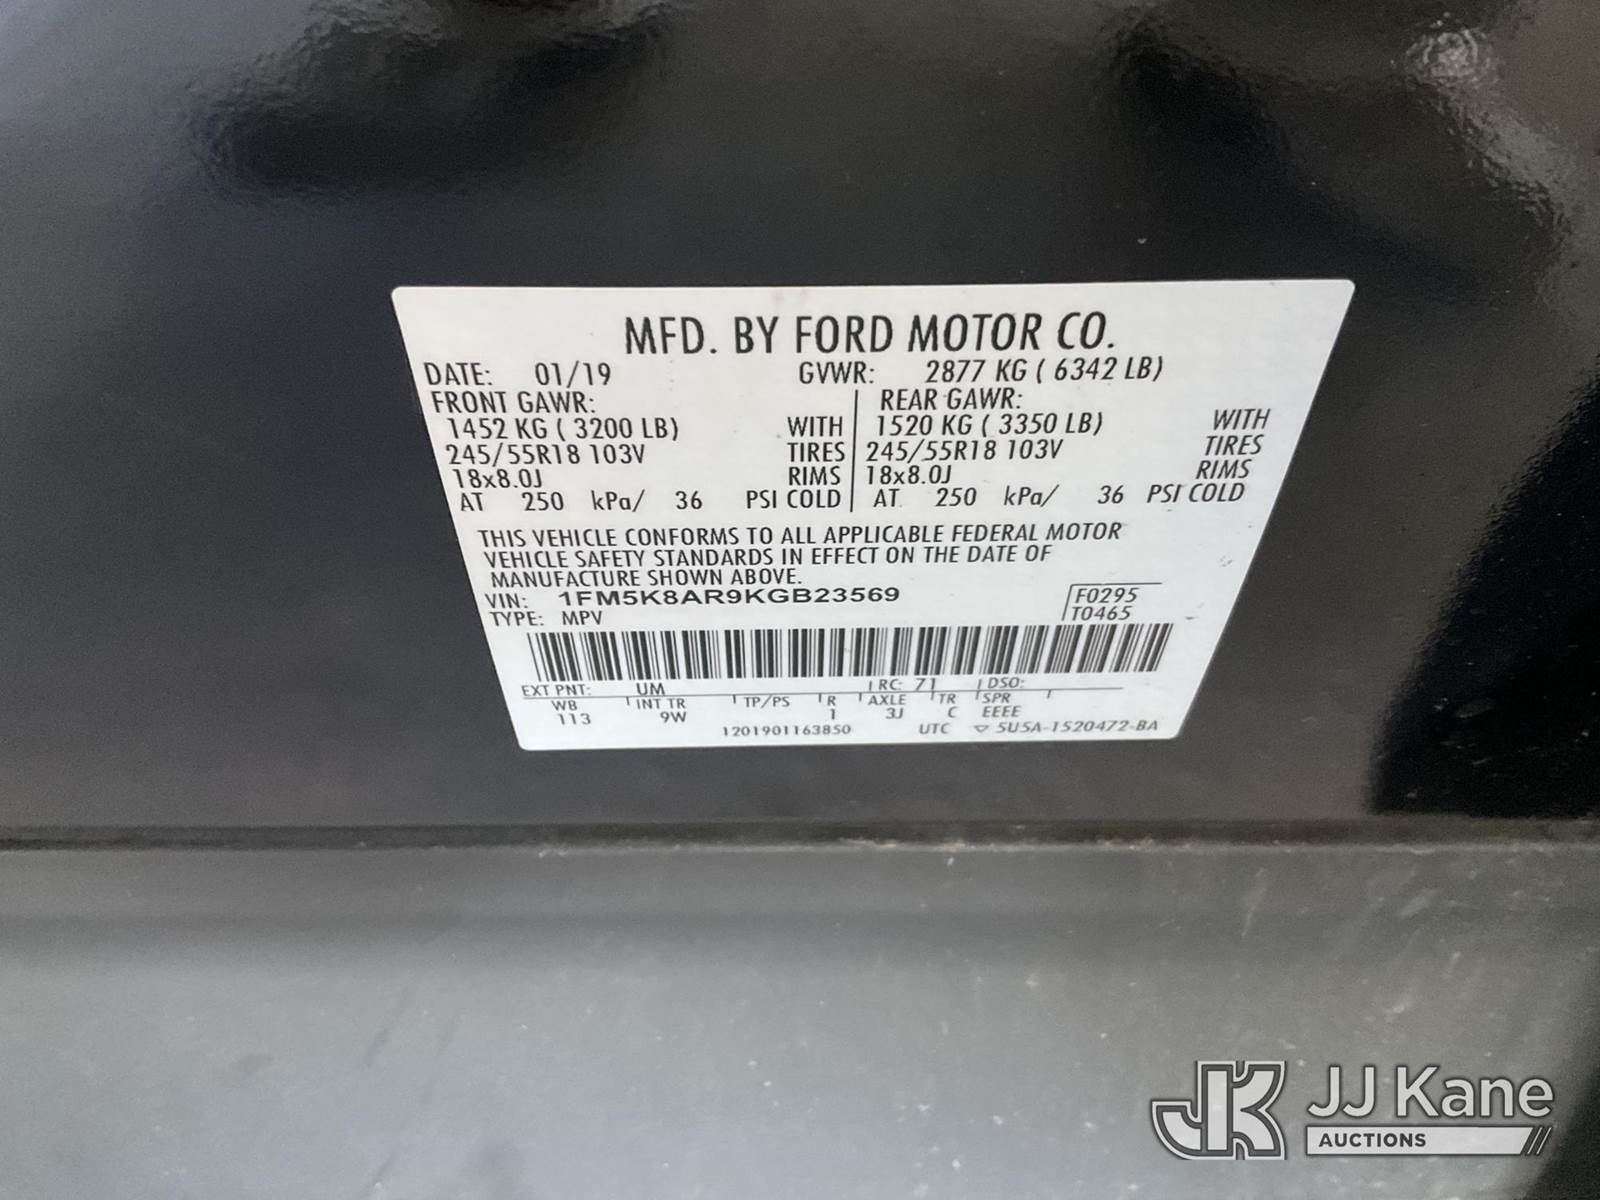 MFD. BY FORD MOTOR CO.
DATE: 01/19 GVWR: 2877 KG ( 6342 LB)
FRONT GAWR: REAR GAWR:
1452 KG ( 3200 LB) WITH 1520 KG ( 3350 LB) WITH
245/55R18 103V TIRES 245/55R18 103V TIRES
18x8.0J RIMS 18x8.0J RIMS
AT 250 kPa/ 36 PSI COLD AT 250 kPa/ 36 PSI COLD
THIS VEHICLE CONFORMS TO ALL APPLICABLE FEDERAL MOTOR
VEHICLE SAFETY STANDARDS IN EFFECT ON THE DATE OF
MANUFACTURE SHOWN ABOVE.
VIN: 1FM5K8AR9KGB23569 F0295
TYPE: MPV T0465
EXT PNT: UM RC: 71 DSO:
WB INT TR TP/PS R AXLE TR SPR
113 9W 1 3J C EEEE
1201901163850 UTC ▽ 5U5A-1520472-BA
JK JJ Kane
AUCTIONS